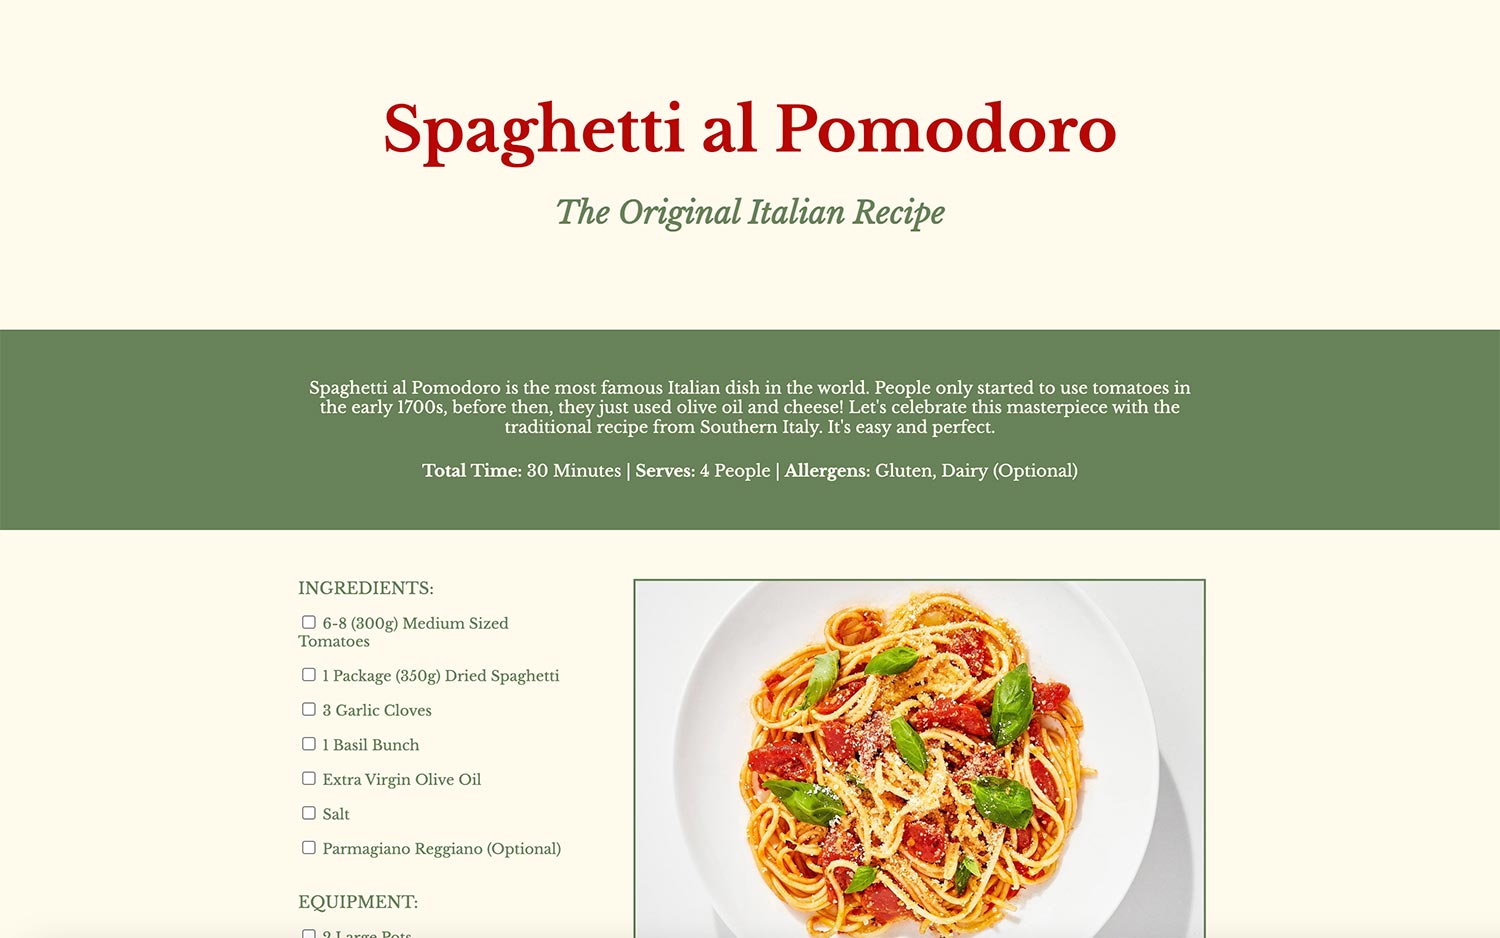 Spaghetti al Pomodoro
The Original Italian Recipe
Spaghetti al Pomodoro is the most famous Italian dish in the world. People only started to use tomatoes in
the early 1700s, before then, they just used olive oil and cheese! Let's celebrate this masterpiece with the
traditional recipe from Southern Italy. It's easy and perfect.
Total Time: 30 Minutes | Serves: 4 People | Allergens: Gluten, Dairy (Optional)
INGREDIENTS:
6-8 (300g) Medium Sized
Tomatoes
1 Package (350g) Dried Spaghetti
3 Garlic Cloves
1 Basil Bunch
Extra Virgin Olive Oil
Salt
Parmagiano Reggiano (Optional)
EQUIPMENT:
2 Large Pots